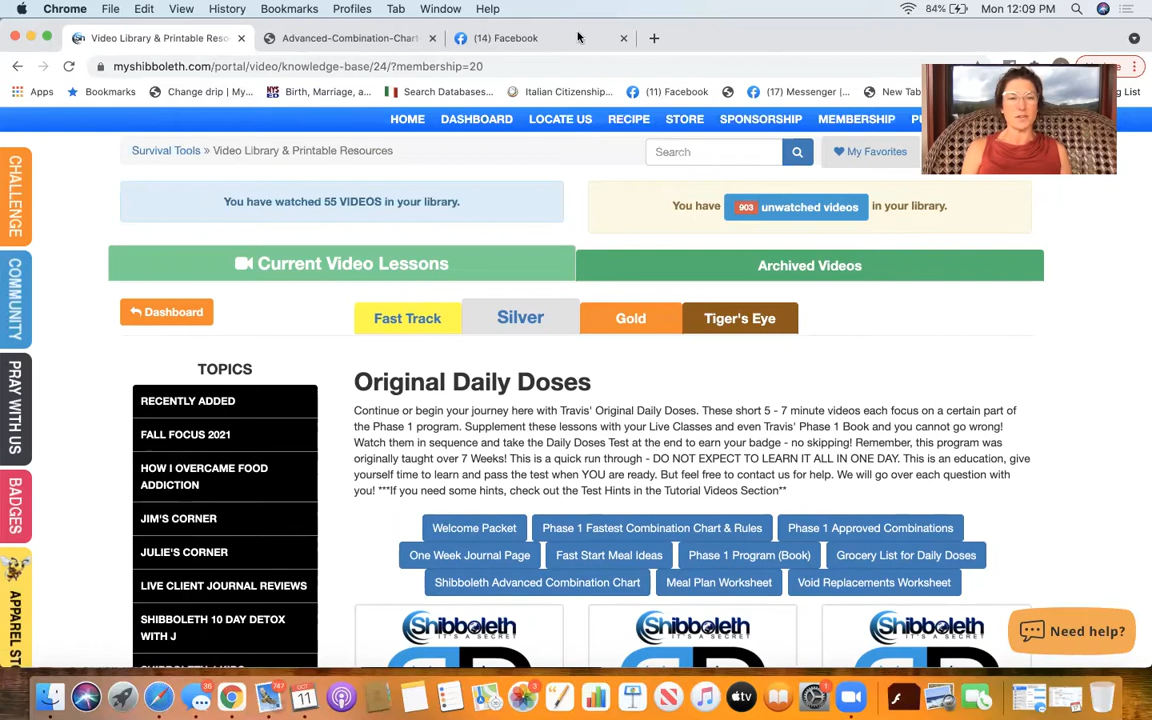 Chrome File Edit View History Bookmarks Profiles Tab Window Help 84% Mon 12:09 PM
Video Library & Printable Reso Advanced-Combination-Chart (14) Facebook
myshibboleth.com/portal/video/knowledge-base/24/?membership=20
Apps Bookmarks Change drip | My... Birth, Marriage, a... Search Databases... Italian Citizenship... (11) Facebook (17) Messenger |... New Tab
HOME DASHBOARD LOCATE US RECIPE STORE SPONSORSHIP MEMBERSHIP
Survival Tools » Video Library & Printable Resources
Search
My Favorites
You have watched 55 VIDEOS in your library.
You have 903 unwatched videos in your library.
Current Video Lessons
Archived Videos
Dashboard
Fast Track Silver Gold Tiger's Eye
CHALLENGE
COMMUNITY
PRAY WITH US
BADGES
APPAREL
TOPICS
RECENTLY ADDED
FALL FOCUS 2021
HOW I OVERCAME FOOD
ADDICTION
JIM'S CORNER
JULIE'S CORNER
LIVE CLIENT JOURNAL REVIEWS
SHIBBOLETH 10 DAY DETOX
WITH J
Original Daily Doses
Continue or begin your journey here with Travis' Original Daily Doses. These short 5 - 7 minute videos each focus on a certain part of
the Phase 1 program. Supplement these lessons with your Live Classes and even Travis' Phase 1 Book and you cannot go wrong!
Watch them in sequence and take the Daily Doses Test at the end to earn your badge - no skipping! Remember, this program was
originally taught over 7 Weeks! This is a quick run through - DO NOT EXPECT TO LEARN IT ALL IN ONE DAY. This is an education, give
yourself time to learn and pass the test when YOU are ready. But feel free to contact us for help. We will go over each question with
you! ***If you need some hints, check out the Test Hints in the Tutorial Videos Section**
Welcome Packet Phase 1 Fastest Combination Chart & Rules Phase 1 Approved Combinations
One Week Journal Page Fast Start Meal Ideas Phase 1 Program (Book) Grocery List for Daily Doses
Shibboleth Advanced Combination Chart Meal Plan Worksheet Void Replacements Worksheet
Shibboleth Shibboleth Shibboleth
IT'S A SECRET IT'S A SECRET IT'S A SECRET
Need help?
36 747 OCT 11 3 1